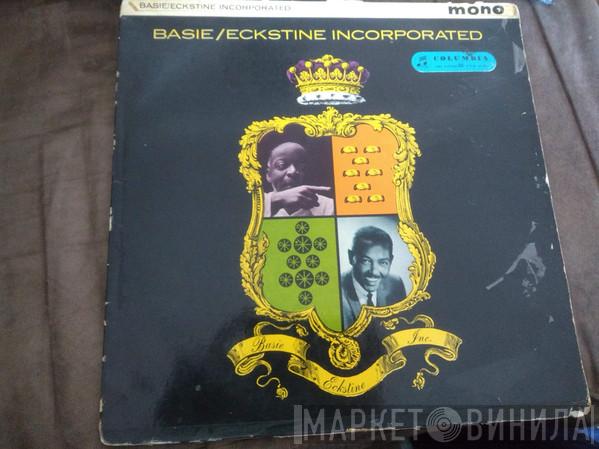 BASIE/ECKSTINE INCORPORATED
mono
BASIE/ECKSTINE INCORPORATED
COLUMBIA
Basie
Eckstine
Inc.
МАРКЕТ ВИНИЛА